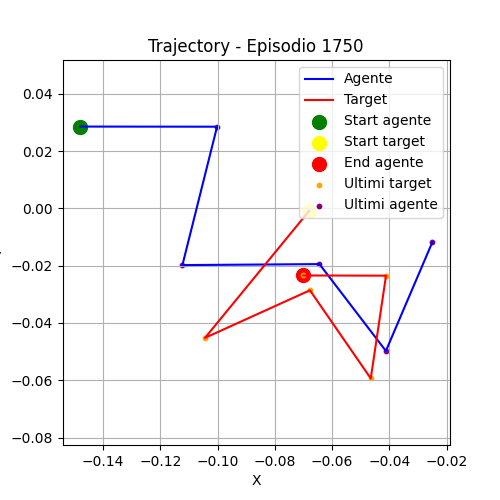 Trajectory - Episodio 1750
Agente
Target
Start agente
Start target
End agente
Ultimi target
Ultimi agente
0.04
0.02
0.00
−0.02
−0.04
−0.06
−0.08
−0.14
−0.12
−0.10
−0.08
−0.06
−0.04
−0.02
X